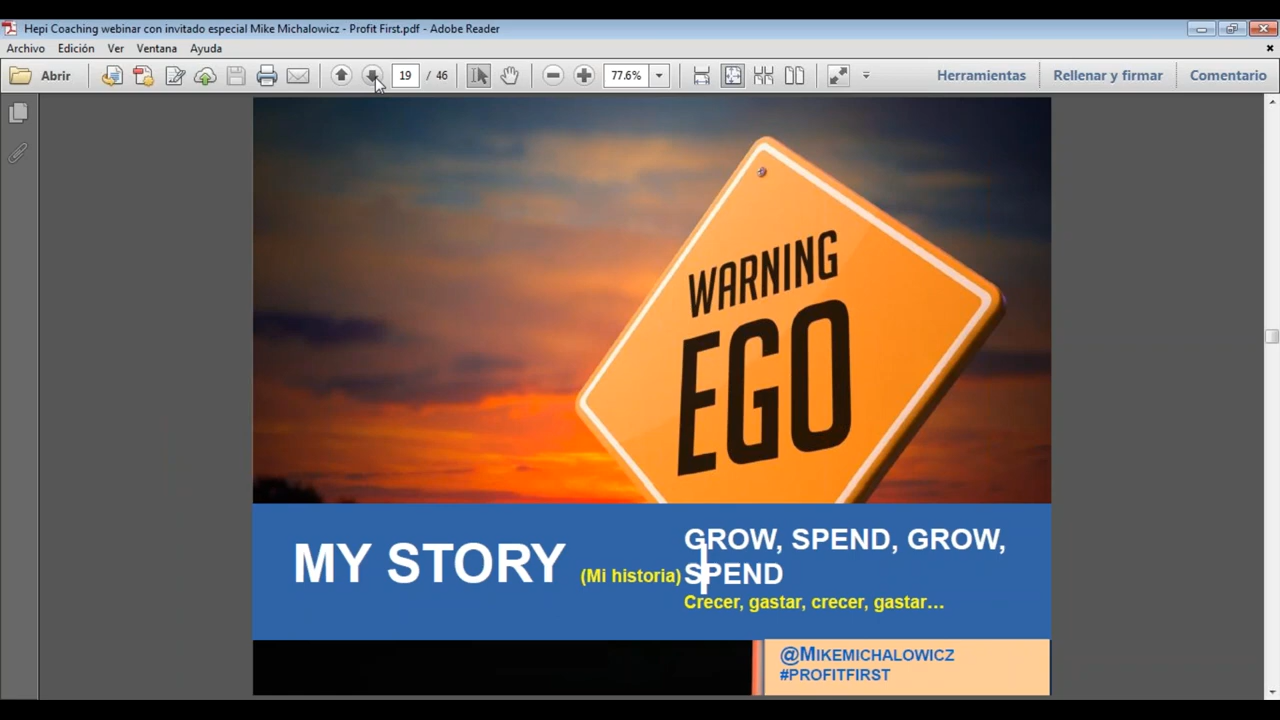 Hepi Coaching webinar con invitado especial Mike Michalowicz - Profit First.pdf - Adobe Reader
Archivo Edición Ver Ventana Ayuda
Abrir 19 / 46 77.6% Herramientas Rellenar y firmar Comentario
WARNING
EGO
MY STORY (Mi historia)
GROW, SPEND, GROW,
SPEND
Crecer, gastar, crecer, gastar…
@MIKEMICHALOWICZ
#PROFITFIRST